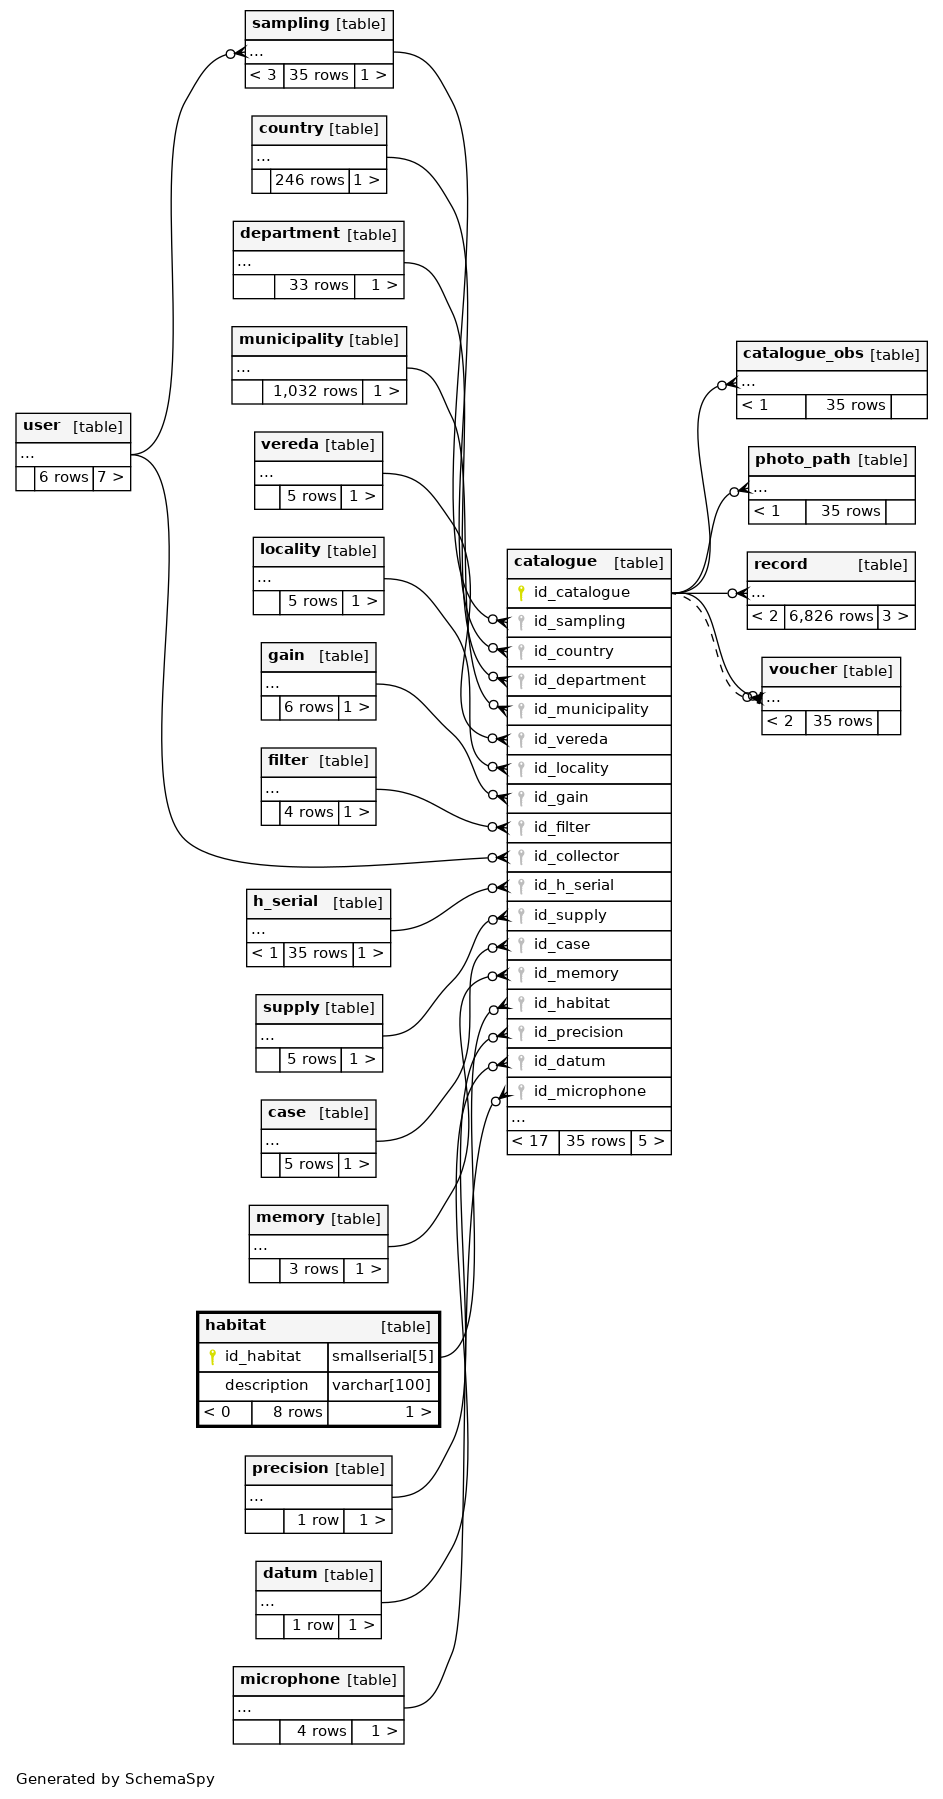 sampling [table]
...
< 3 35 rows 1 >
country [table]
...
246 rows 1 >
department [table]
...
33 rows 1 >
municipality [table]
...
1,032 rows 1 >
user [table]
...
6 rows 7 >
vereda [table]
...
5 rows 1 >
locality [table]
...
5 rows 1 >
gain [table]
...
6 rows 1 >
filter [table]
...
4 rows 1 >
h_serial [table]
...
< 1 35 rows 1 >
supply [table]
...
5 rows 1 >
case [table]
...
5 rows 1 >
memory [table]
...
3 rows 1 >
habitat [table]
id_habitat smallserial[5]
description varchar[100]
< 0 8 rows 1 >
precision [table]
...
1 row 1 >
datum [table]
...
1 row 1 >
microphone [table]
...
4 rows 1 >
catalogue [table]
id_catalogue
id_sampling
id_country
id_department
id_municipality
id_vereda
id_locality
id_gain
id_filter
id_collector
id_h_serial
id_supply
id_case
id_memory
id_habitat
id_precision
id_datum
id_microphone
...
< 17 35 rows 5 >
catalogue_obs [table]
...
< 1 35 rows
photo_path [table]
...
< 1 35 rows
record [table]
...
< 2 6,826 rows 3 >
voucher [table]
...
< 2 35 rows
Generated by SchemaSpy